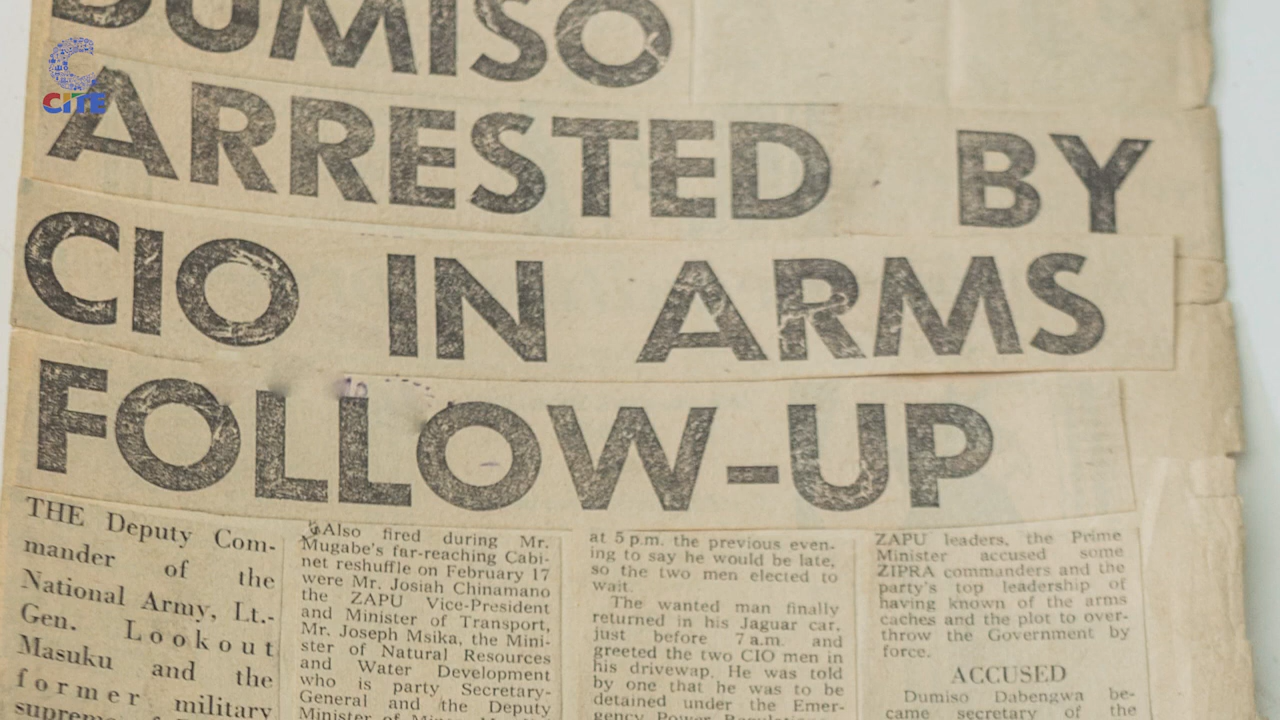 CITE
DUMISO
ARRESTED BY
CIO IN ARMS
FOLLOW-UP
THE Deputy Com-
mander of the
National Army, Lt.-
Gen. Lookout
Masuku and the
former military
Also fired during Mr.
Mugabe's far-reaching Cabi-
net reshuffle on February 17
were Mr. Josiah Chinamano
the ZAPU Vice-President
and Minister of Transport,
Mr. Joseph Msika, the Mini-
ster of Natural Resources
and Water Development
who is party Secretary-
General and the Deputy
at 5 p.m. the previous even-
ing to say he would be late,
so the two men elected to
wait.
The wanted man finally
returned in his Jaguar car,
just before 7 a.m. and
greeted the two CIO men in
his driveway. He was told
by one that he was to be
detained under the Emer-
ZAPU leaders, the Prime
Minister accused some
ZIPRA commanders and the
party's top leadership of
having known of the arms
caches and the plot to over-
throw the Government by
force.
ACCUSED
Dumiso Dabengwa be-
came secretary of the